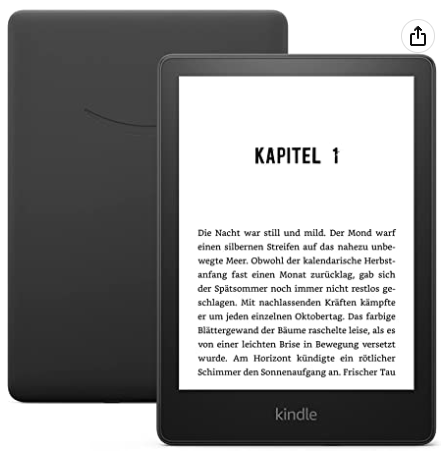 KAPITEL 1
Die Nacht war still und mild. Der Mond warf
einen silbernen Streifen auf das nahezu unbe-
wegte Meer. Obwohl der kalendarische Herbst-
anfang fast einen Monat zurücklag, gab sich
der Spätsommer noch immer nicht restlos ge-
schlagen. Mit nachlassenden Kräften kämpfte
er um jeden einzelnen Oktobertag. Das farbige
Blättergewand der Bäume raschelte leise, als es
von einer leichten Brise in Bewegung versetzt
wurde. Am Horizont kündigte ein rötlicher
Schimmer den Sonnenaufgang an. Frischer Tau
kindle